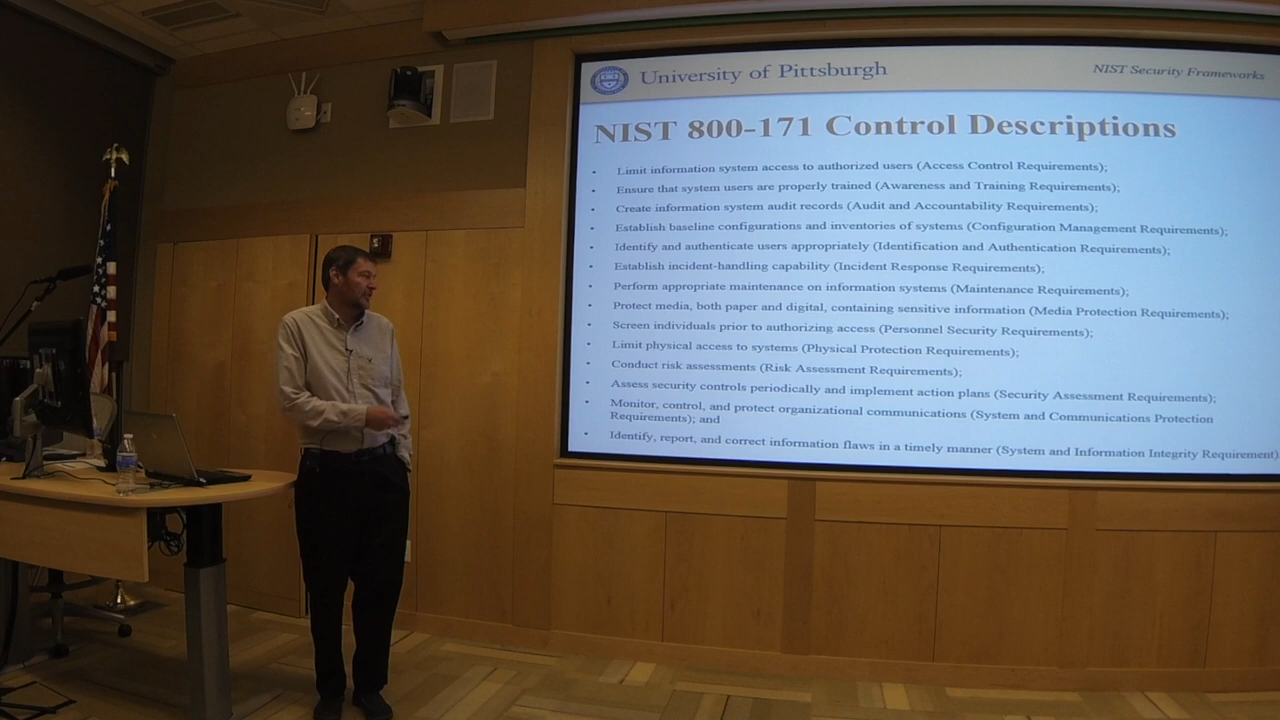 University of Pittsburgh
NIST Security Frameworks
NIST 800-171 Control Descriptions
• Limit information system access to authorized users (Access Control Requirements);
• Ensure that system users are properly trained (Awareness and Training Requirements);
• Create information system audit records (Audit and Accountability Requirements);
• Establish baseline configurations and inventories of systems (Configuration Management Requirements);
• Identify and authenticate users appropriately (Identification and Authentication Requirements);
• Establish incident-handling capability (Incident Response Requirements);
• Perform appropriate maintenance on information systems (Maintenance Requirements);
• Protect media, both paper and digital, containing sensitive information (Media Protection Requirements);
• Screen individuals prior to authorizing access (Personnel Security Requirements);
• Limit physical access to systems (Physical Protection Requirements);
• Conduct risk assessments (Risk Assessment Requirements);
• Assess security controls periodically and implement action plans (Security Assessment Requirements);
• Monitor, control, and protect organizational communications (System and Communications Protection
Requirements); and
• Identify, report, and correct information flaws in a timely manner (System and Information Integrity Requirement)